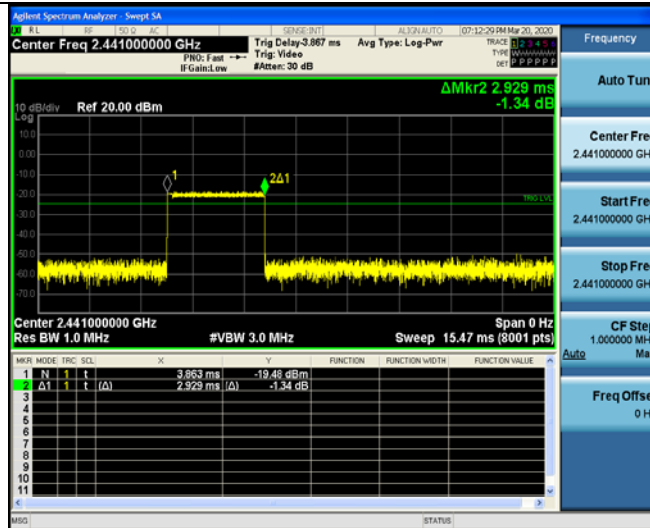 Agilent Spectrum Analyzer - Swept SA
RL RF 50 Ω AC SENSE:INT ALIGN AUTO 07:12:29 PM Mar 20, 2020
Center Freq 2.441000000 GHz
PNO: Fast
IFGain:Low
Trig Delay-3.867 ms
Trig: Video
#Atten: 30 dB
Avg Type: Log-Pwr
TRACE 1 2 3 4 5 6
TYPE
DET P P P P P P
Frequency
Auto Tun
Center Fre
2.441000000 GH
Start Fre
2.441000000 GH
Stop Fre
2.441000000 GH
CF Step
1.000000 MH
Auto Ma
Freq Offse
0 H
ΔMkr2 2.929 ms
-1.34 dB
10 dB/div Ref 20.00 dBm
Log
10.0
0.00
-10.0
-20.0
-30.0
-40.0
-50.0
-60.0
-70.0
1
2Δ1
TRIG LVL
Center 2.441000000 GHz Span 0 Hz
Res BW 1.0 MHz #VBW 3.0 MHz Sweep 15.47 ms (8001 pts)
MKR MODE TRC SCL X Y FUNCTION FUNCTION WIDTH FUNCTION VALUE
1 N 1 t 3.863 ms -19.48 dBm
2 Δ1 1 t (Δ) 2.929 ms (Δ) -1.34 dB
3
4
5
6
7
8
9
10
11
MSG STATUS